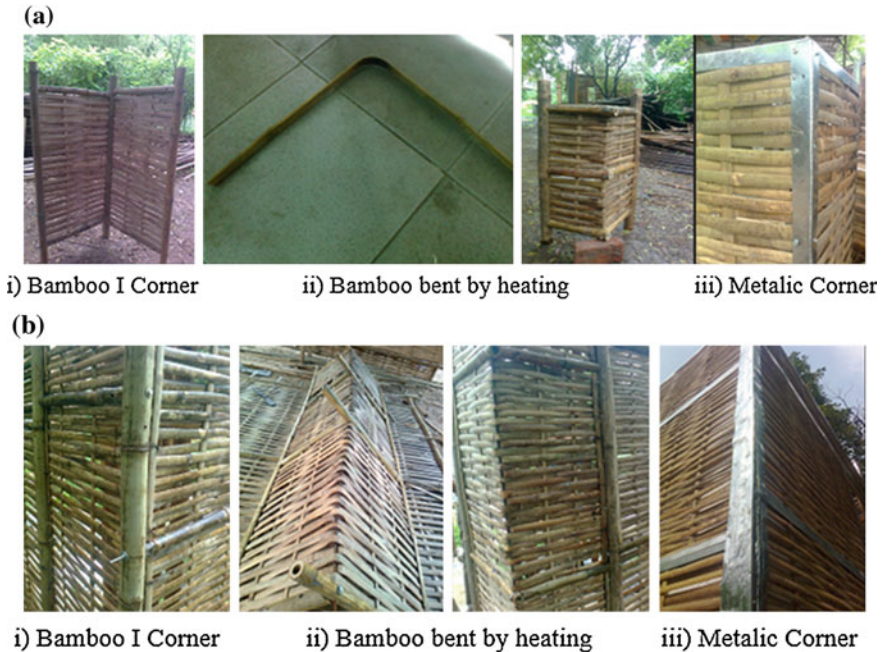 (a)
i) Bamboo I Corner ii) Bamboo bent by heating iii) Metalic Corner
(b)
i) Bamboo I Corner ii) Bamboo bent by heating iii) Metalic Corner